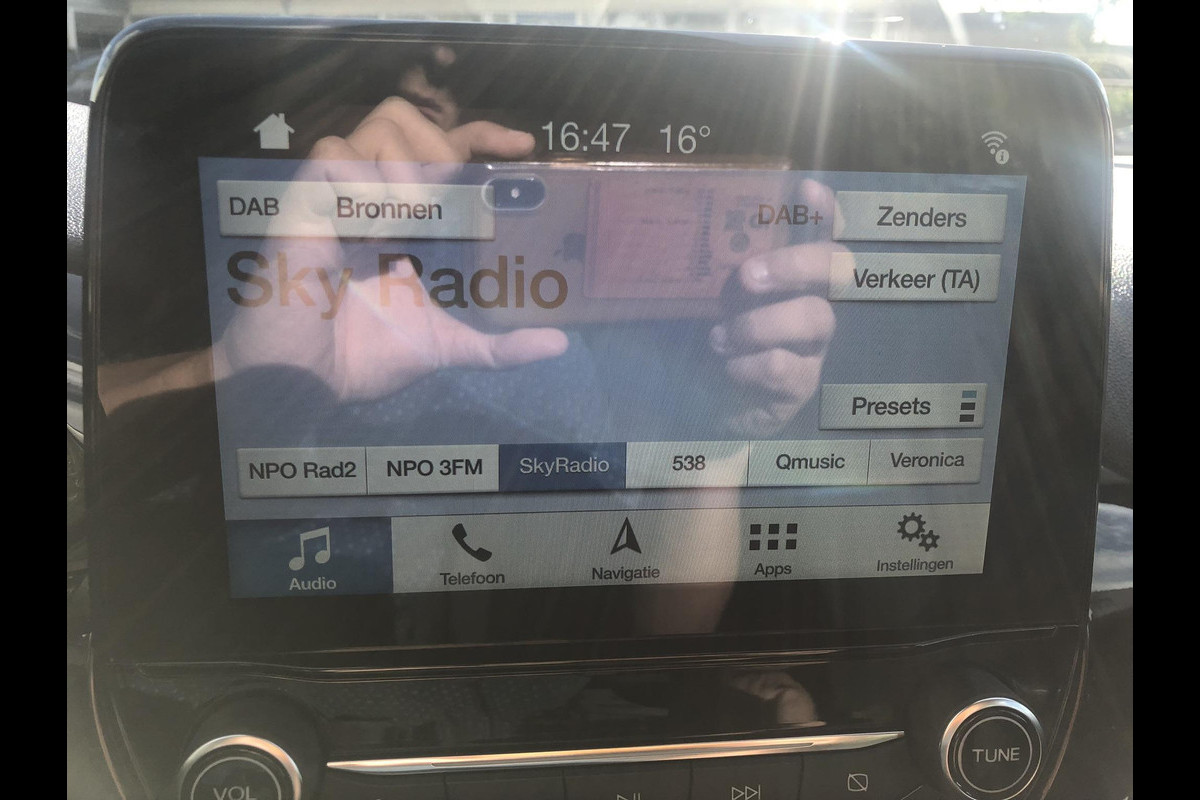 16:47 16°
DAB Bronnen
DAB+
Zenders
Sky Radio
Verkeer (TA)
Presets
NPO Rad2 NPO 3FM SkyRadio 538 Qmusic Veronica
Audio Telefoon Navigatie Apps Instellingen
VOL
TUNE